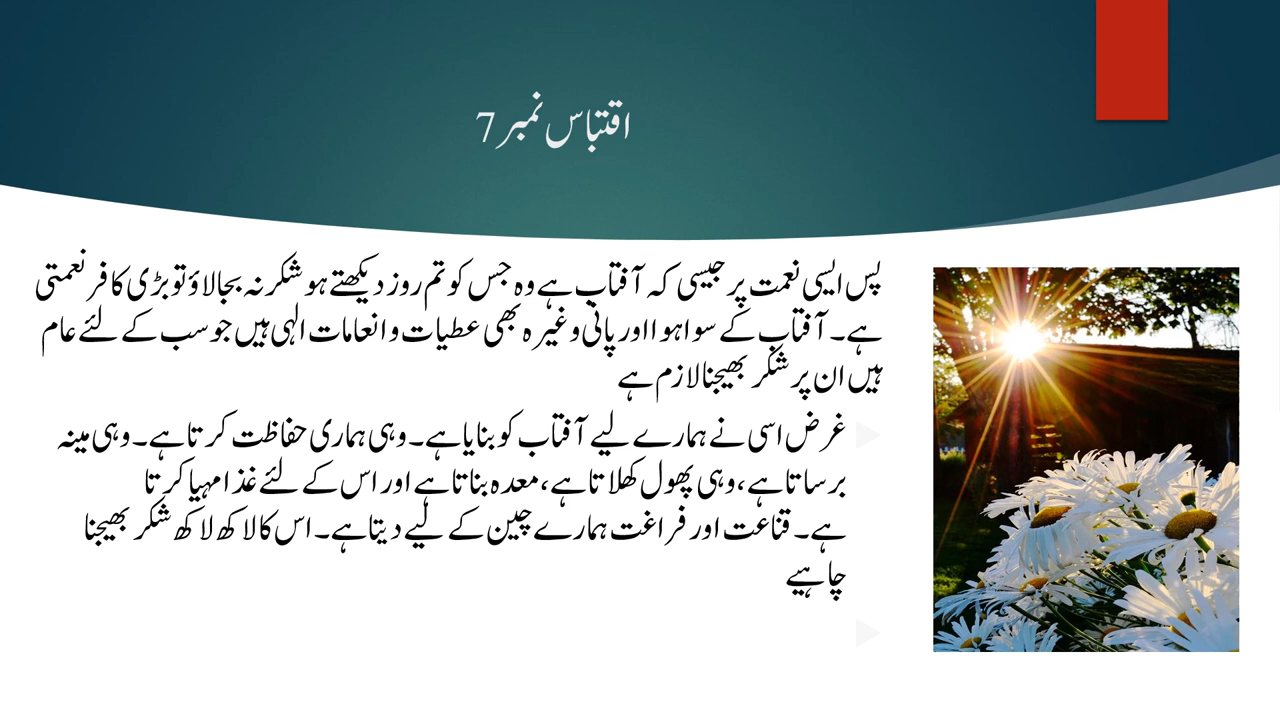 اقتباس نمبر 7
پس ایسی نعمت پر جیسی کہ آفتاب ہے وہ جس کو تم روز دیکھتے ہو شکر نہ بجالاؤ تو بڑی کافر نعمتی
ہے۔ آفتاب کے سوا ہوا اور پانی وغیرہ بھی عطیات و انعامات الٰہی ہیں جو سب کے لئے عام
ہیں ان پر شکر بھیجنا لازم ہے
غرض اسی نے ہمارے لیے آفتاب کو بنایا ہے۔ وہی ہماری حفاظت کرتا ہے۔ وہی مینہ
برساتا ہے، وہی پھول کھلاتا ہے، معدہ بناتا ہے اور اس کے لئے غذا مہیا کرتا
ہے۔ قناعت اور فراغت ہمارے چین کے لیے دیتا ہے۔ اس کا لاکھ لاکھ شکر بھیجنا
چاہیے